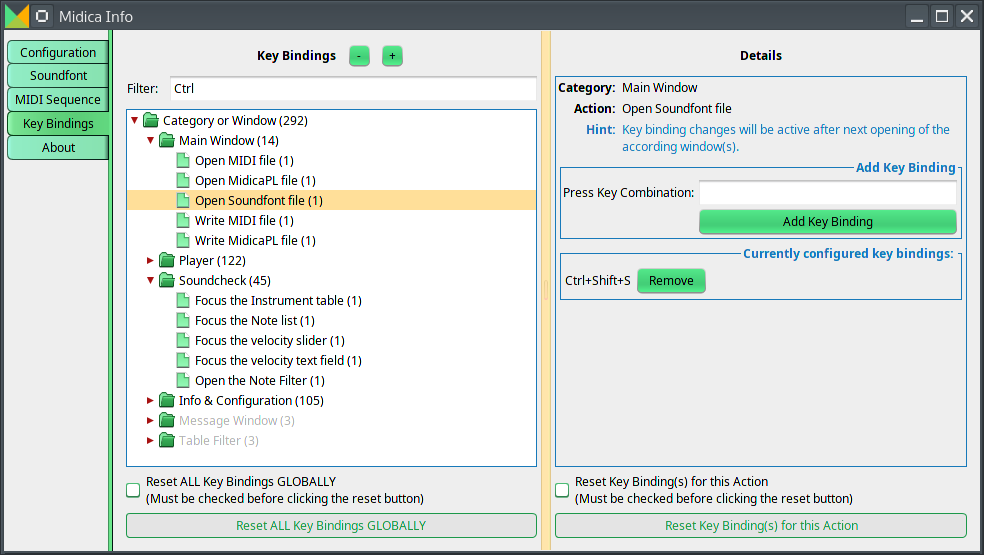 Midica Info
Configuration
Soundfont
MIDI Sequence
Key Bindings
About
Key Bindings - +
Filter: Ctrl
Category or Window (292)
Main Window (14)
Open MIDI file (1)
Open MidicaPL file (1)
Open Soundfont file (1)
Write MIDI file (1)
Write MidicaPL file (1)
Player (122)
Soundcheck (45)
Focus the Instrument table (1)
Focus the Note list (1)
Focus the velocity slider (1)
Focus the velocity text field (1)
Open the Note Filter (1)
Info & Configuration (105)
Message Window (3)
Table Filter (3)
Reset ALL Key Bindings GLOBALLY
(Must be checked before clicking the reset button)
Reset ALL Key Bindings GLOBALLY
Details
Category: Main Window
Action: Open Soundfont file
Hint: Key binding changes will be active after next opening of the
according window(s).
Add Key Binding
Press Key Combination:
Add Key Binding
Currently configured key bindings:
Ctrl+Shift+S Remove
Reset Key Binding(s) for this Action
(Must be checked before clicking the reset button)
Reset Key Binding(s) for this Action